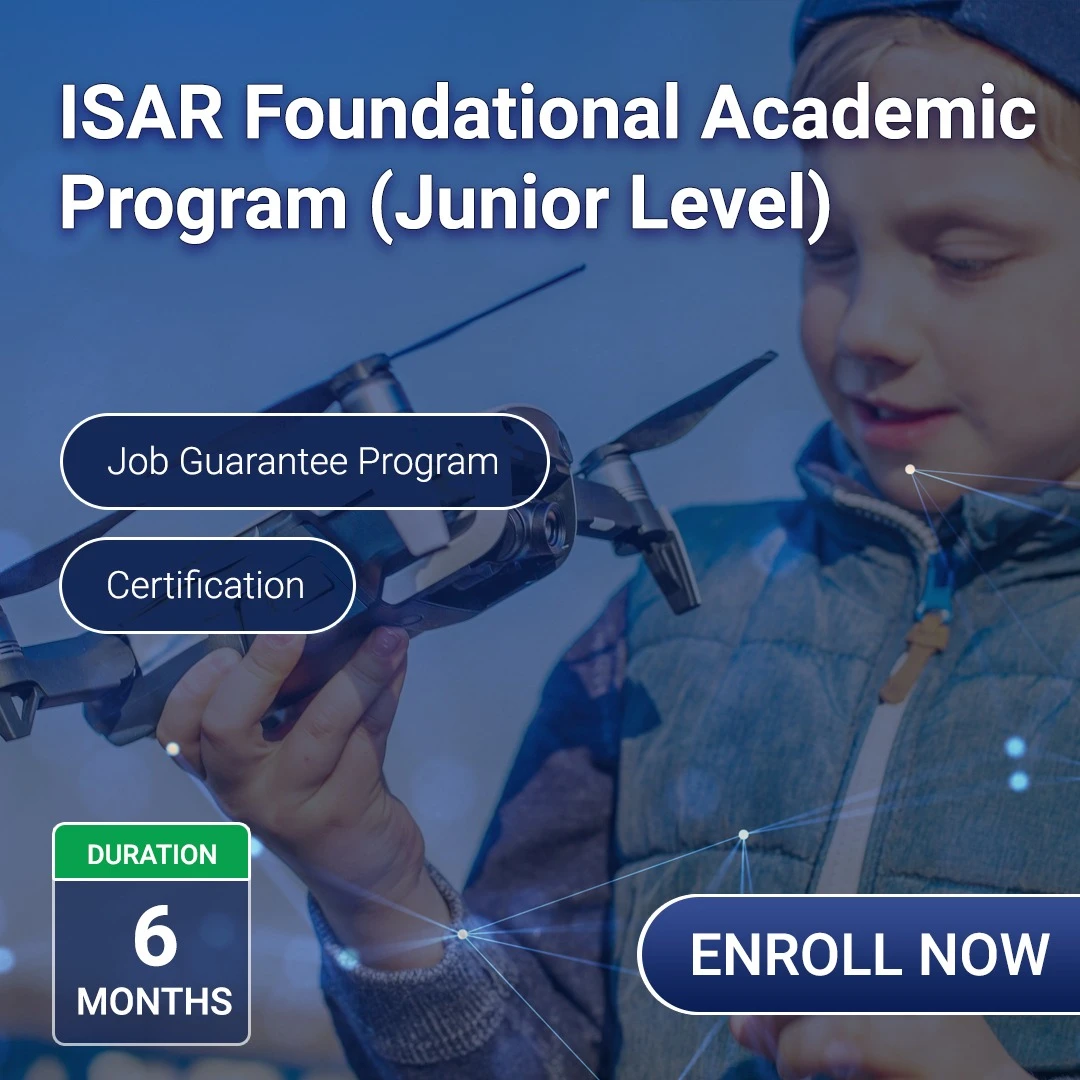 ISAR Foundational Academic
Program (Junior Level)
Job Guarantee Program
Certification
DURATION
6
MONTHS
ENROLL NOW